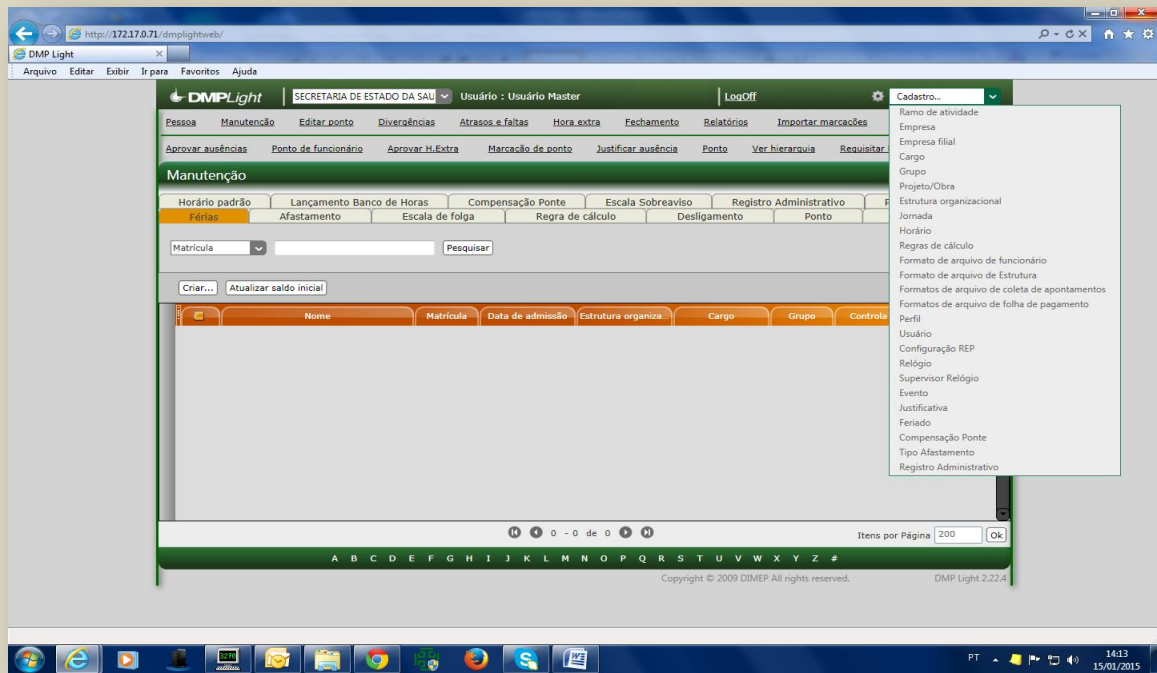 http://172.17.0.71/dmplightweb/
DMP Light
Arquivo Editar Exibir Ir para Favoritos Ajuda
DMPLight SECRETARIA DE ESTADO DA SAU Usuário : Usuário Master LogOff Cadastro...
Pessoa Manutenção Editar ponto Divergências Atrasos e faltas Hora extra Fechamento Relatórios Importar marcações
Aprovar ausências Ponto de funcionário Aprovar H.Extra Marcação de ponto Justificar ausência Ponto Ver hierarquia Requisitar
Manutenção
Horário padrão Lançamento Banco de Horas Compensação Ponte Escala Sobreaviso Registro Administrativo
Férias Afastamento Escala de folga Regra de cálculo Desligamento Ponto
Matrícula Pesquisar
Criar... Atualizar saldo inicial
Nome Matrícula Data de admissão Estrutura organiza... Cargo Grupo Controla
Ramo de atividade
Empresa
Empresa filial
Cargo
Grupo
Projeto/Obra
Estrutura organizacional
Jornada
Horário
Regras de cálculo
Formato de arquivo de funcionário
Formato de arquivo de Estrutura
Formatos de arquivo de coleta de apontamentos
Formatos de arquivo de folha de pagamento
Perfil
Usuário
Configuração REP
Relógio
Supervisor Relógio
Evento
Justificativa
Feriado
Compensação Ponte
Tipo Afastamento
Registro Administrativo
0 - 0 de 0 Itens por Página 200 Ok
A B C D E F G H I J K L M N O P Q R S T U V W X Y Z #
Copyright © 2009 DIMEP All rights reserved. DMP Light 2.22.4
3270
PT 14:13
15/01/2015